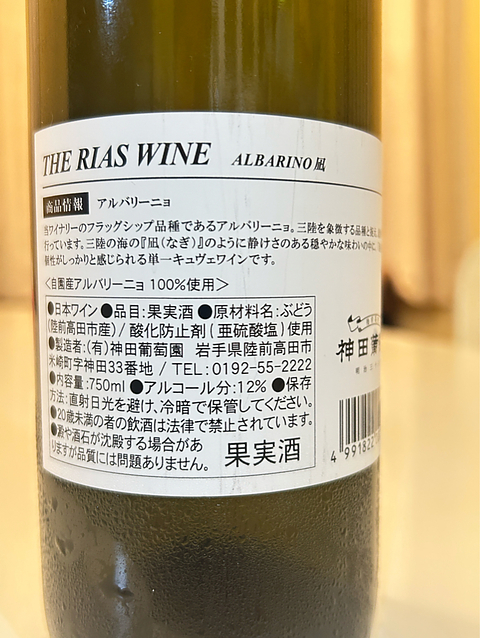 THE RIAS WINE ALBARINO 凪
商品情報 アルバリーニョ
当ワイナリーのフラッグシップ品種であるアルバリーニョ。三陸を象徴する品種と
行っています。三陸の海の『凪(なぎ)』のように静けさのある穏やかな味わいの中に、
個性がしっかりと感じられる単一キュヴェワインです。
<自園産アルバリーニョ 100%使用>
●日本ワイン ●品目:果実酒 ●原材料名:ぶどう
(陸前高田市産) / 酸化防止剤 ( 亜硫酸塩 ) 使用
●製造者:(有)神田葡萄園 岩手県陸前高田市
米崎町字神田33番地 / TEL:0192-55-2222
●内容量:750ml ●アルコール分:12% ●保存
方法:直射日光を避け、冷暗で保管してください。
●20歳未満の者の飲酒は法律で禁止されています。
●澱や酒石が沈殿する場合があ
りますが品質には問題ありません。
果実酒
神田葡
4 991822